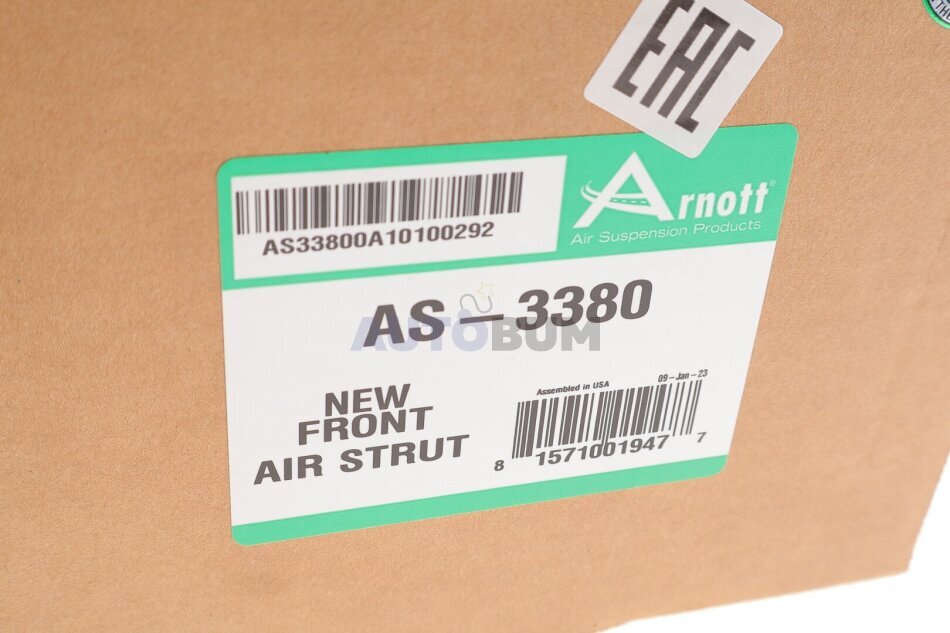 EAC
Arnott®
Air Suspension Products
AS33800A10100292
AS-3380
AUTOBUM
NEW
FRONT
AIR STRUT
Assembled in USA
09-Jan-23
8 1571001947 7